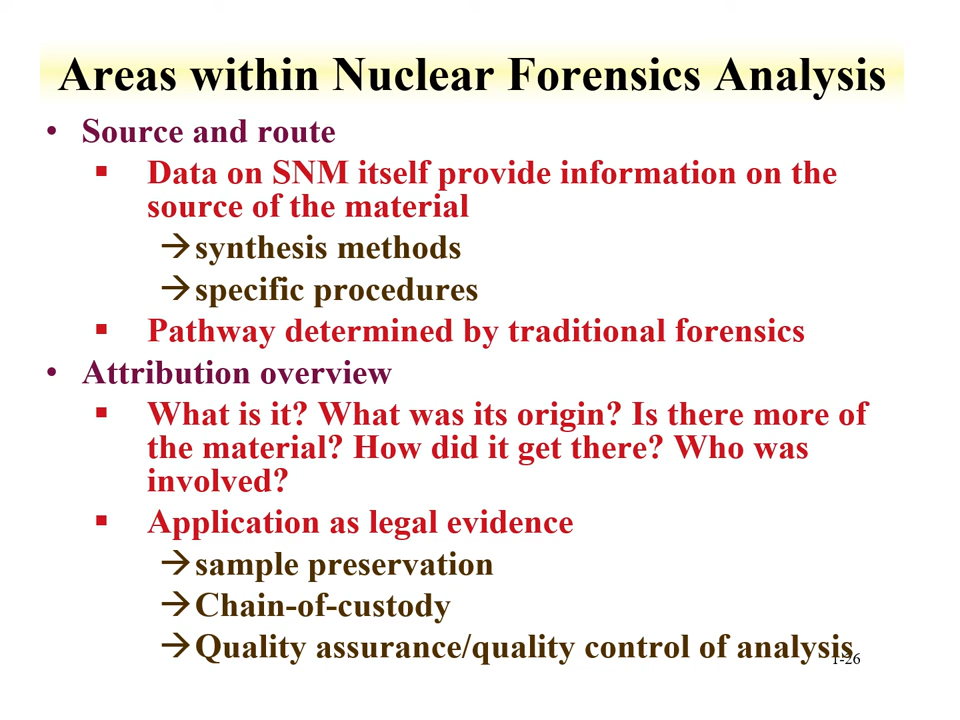 Areas within Nuclear Forensics Analysis
• Source and route
▪ Data on SNM itself provide information on the
source of the material
→synthesis methods
→specific procedures
▪ Pathway determined by traditional forensics
• Attribution overview
▪ What is it? What was its origin? Is there more of
the material? How did it get there? Who was
involved?
▪ Application as legal evidence
→sample preservation
→Chain-of-custody
→Quality assurance/quality control of analysis
1-26